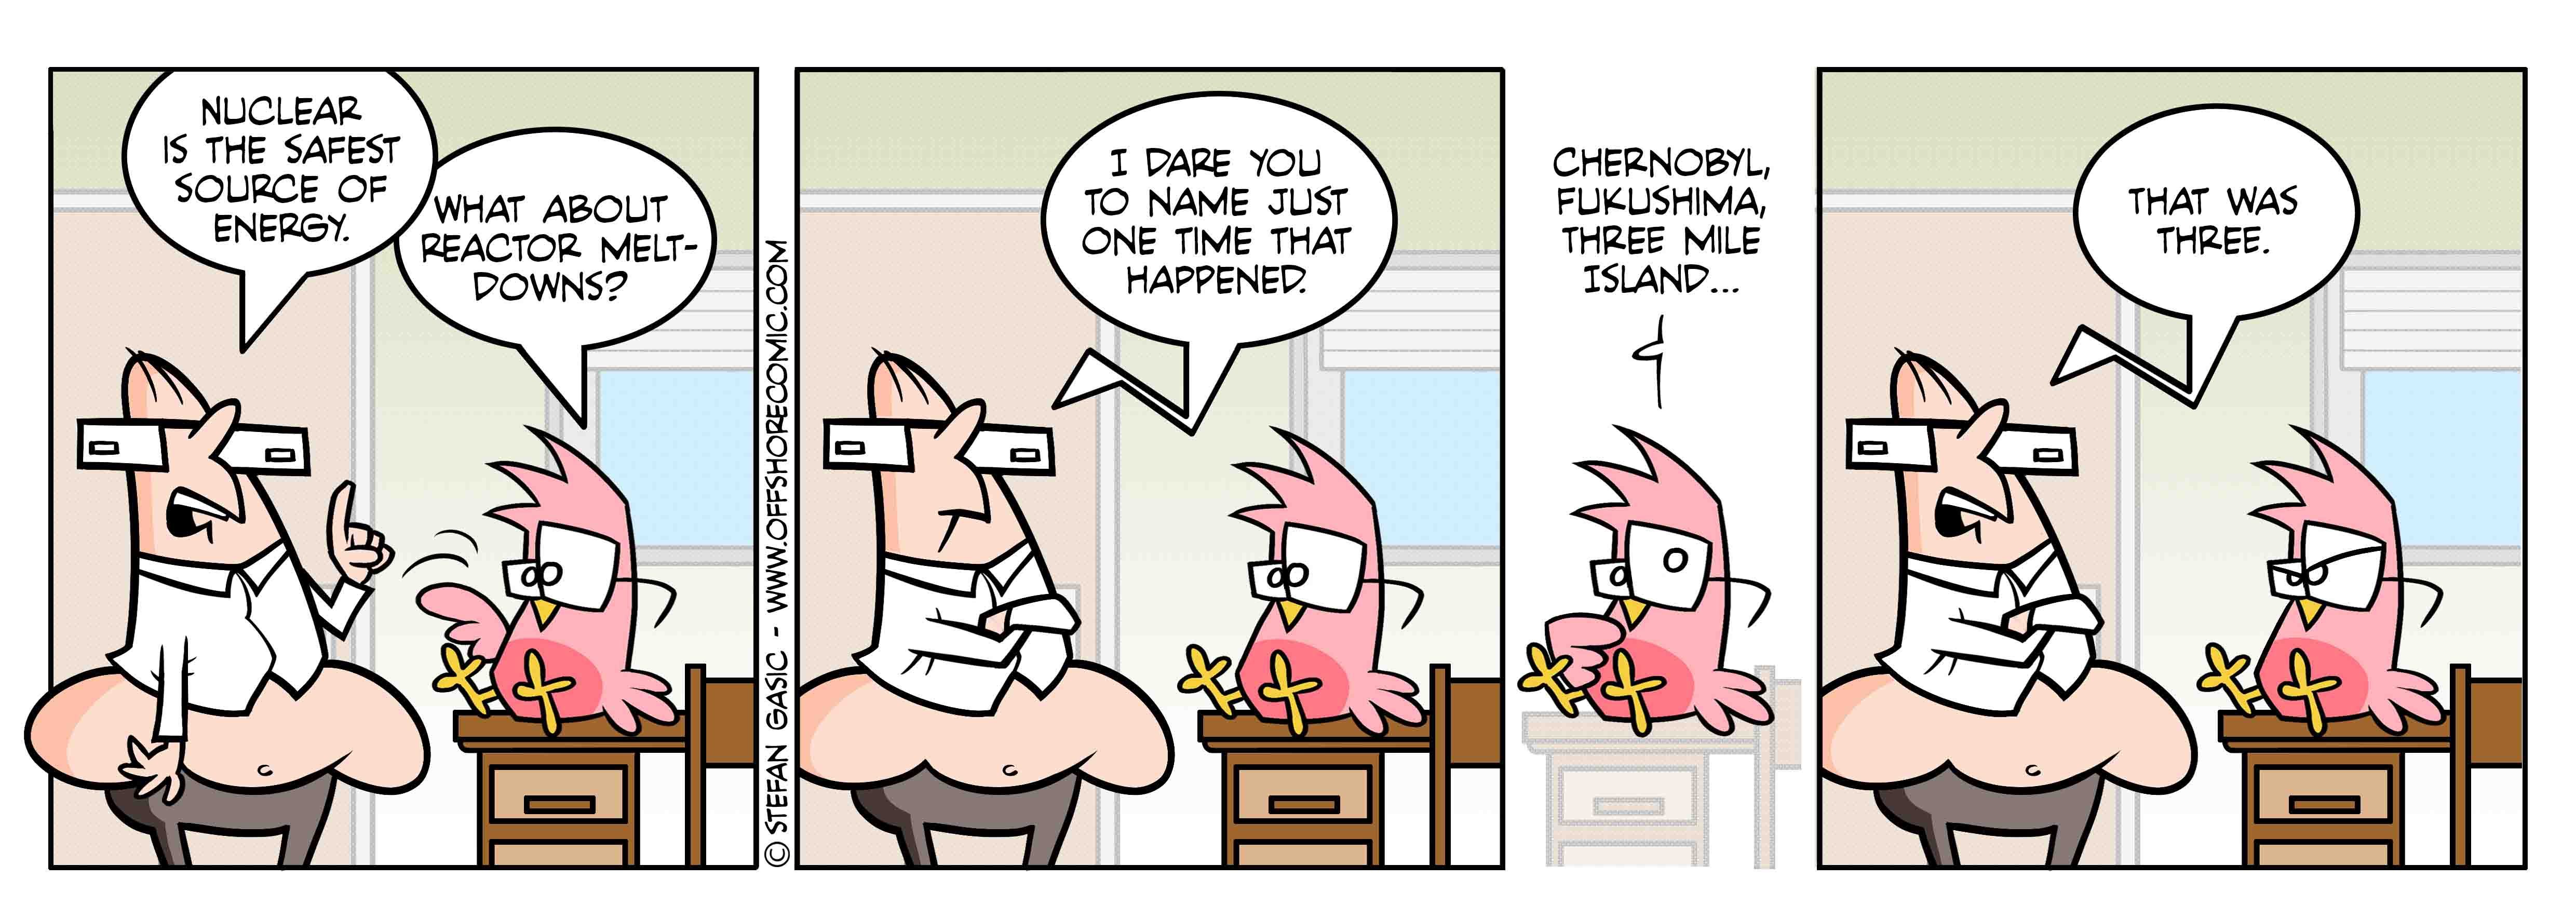 NUCLEAR
IS THE SAFEST
SOURCE OF
ENERGY.
WHAT ABOUT
REACTOR MELT-
DOWNS?
© STEFAN GASIC - WWW.OFFSHORECOMIC.COM
I DARE YOU
TO NAME JUST
ONE TIME THAT
HAPPENED.
CHERNOBYL,
FUKUSHIMA,
THREE MILE
ISLAND...
THAT WAS
THREE.